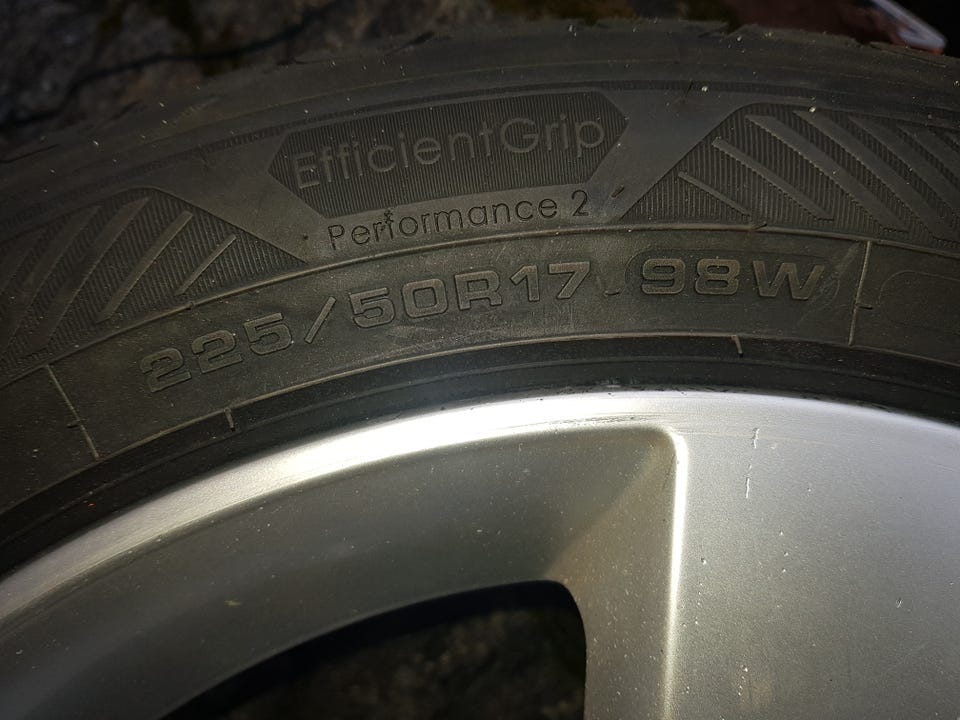 EfficientGrip
Performance 2
225/50R17 98W